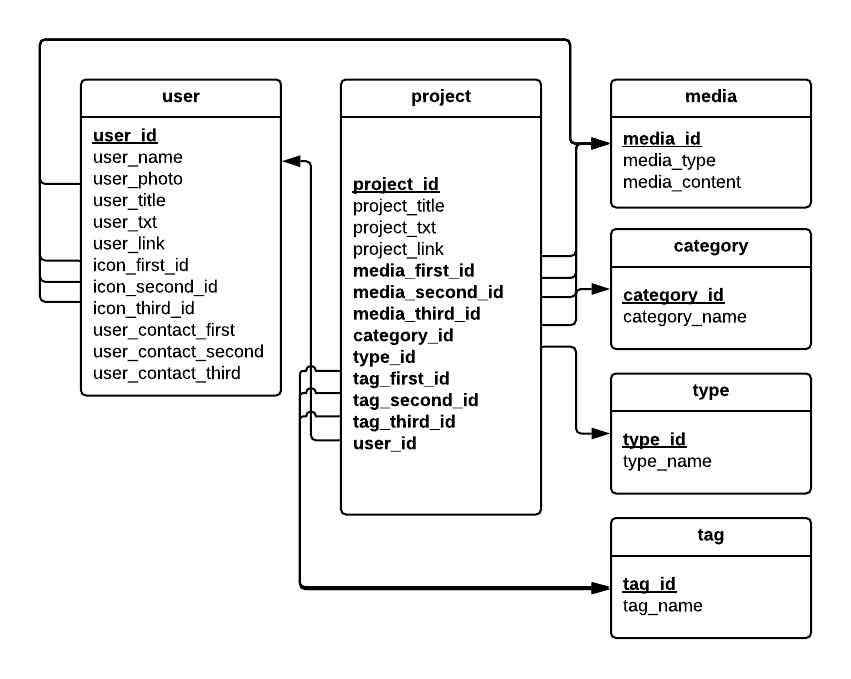 user
user_id
user_name
user_photo
user_title
user_txt
user_link
icon_first_id
icon_second_id
icon_third_id
user_contact_first
user_contact_second
user_contact_third
project
project_id
project_title
project_txt
project_link
media_first_id
media_second_id
media_third_id
category_id
type_id
tag_first_id
tag_second_id
tag_third_id
user_id
media
media_id
media_type
media_content
category
category_id
category_name
type
type_id
type_name
tag
tag_id
tag_name